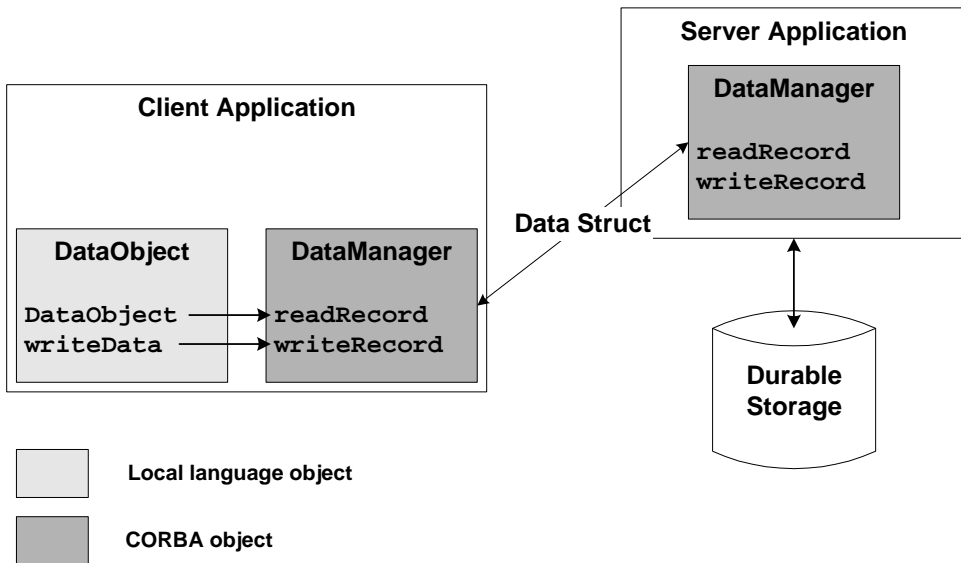 Server Application
DataManager
readRecord
writeRecord
Client Application
Data Struct
DataObject
DataObject
writeData
DataManager
readRecord
writeRecord
Durable
Storage
Local language object
CORBA object